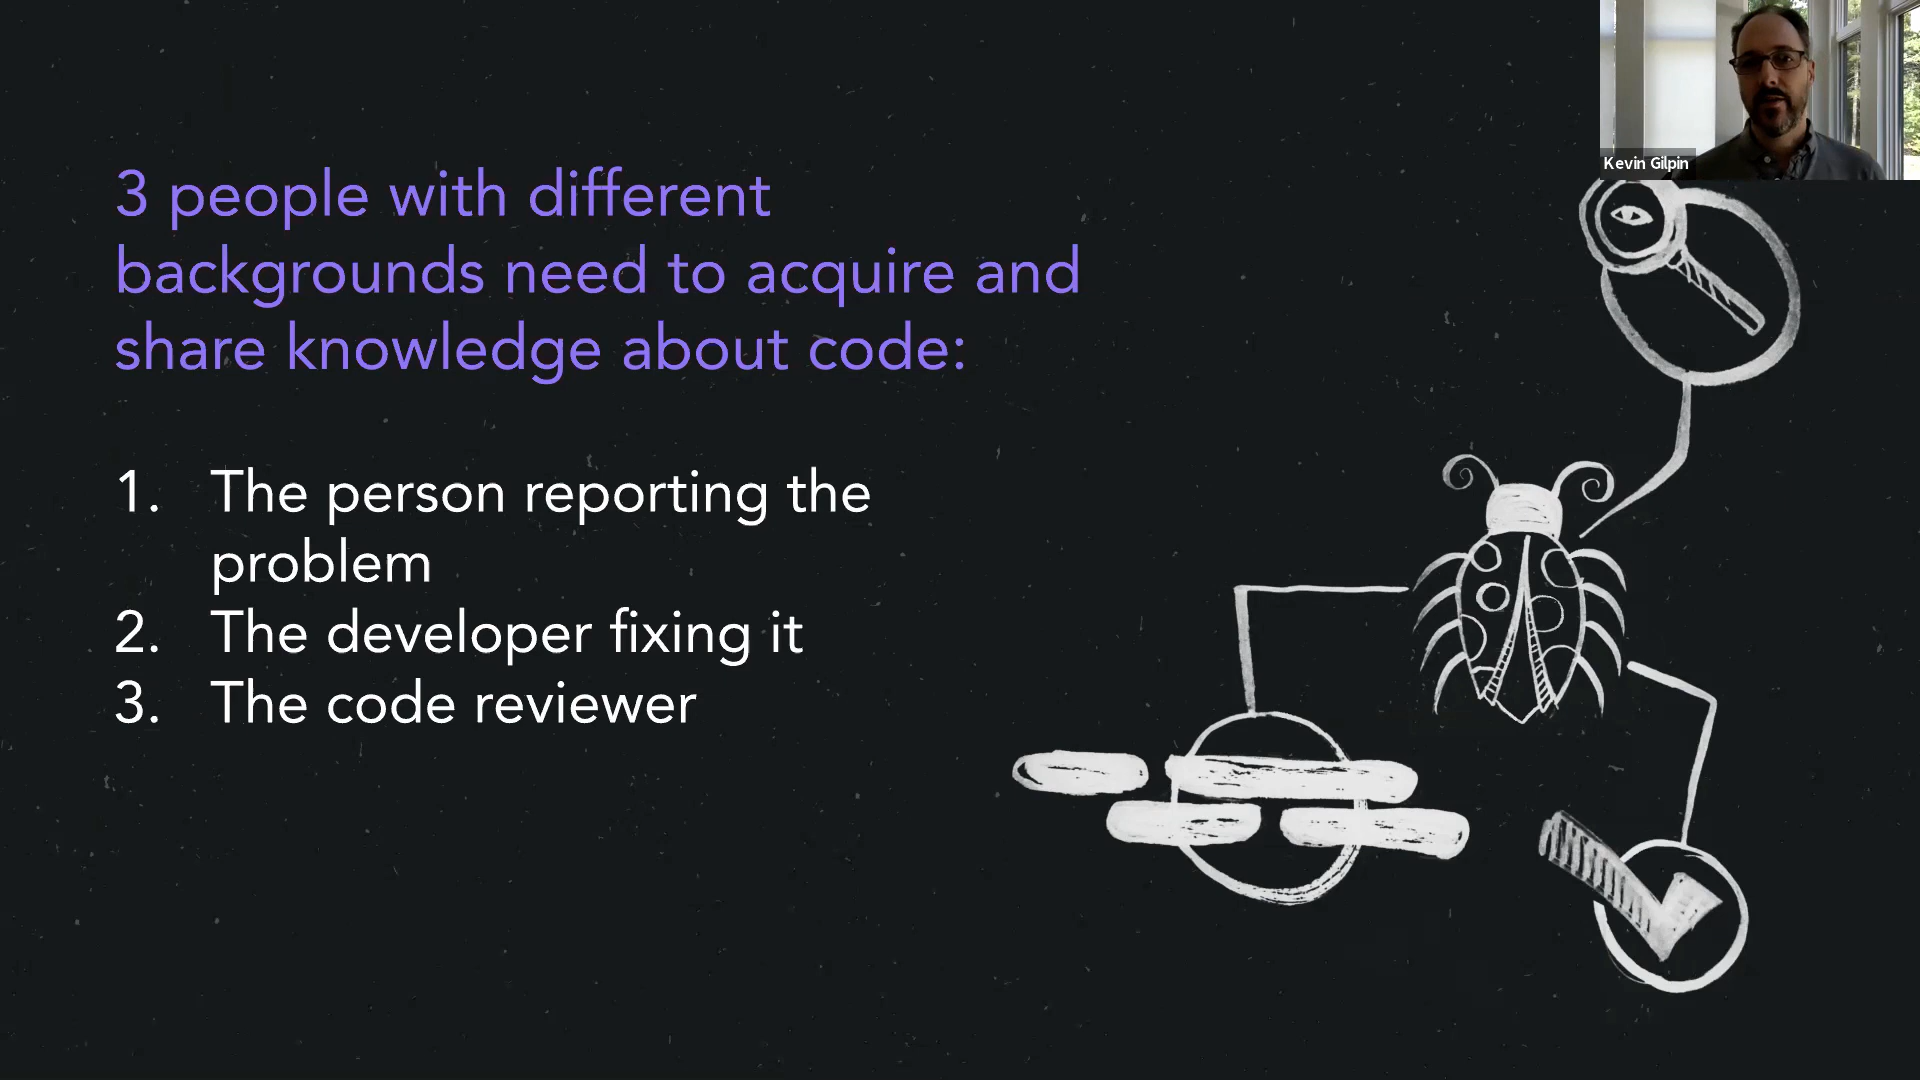 Kevin Gilpin
3 people with different
backgrounds need to acquire and
share knowledge about code:
1. The person reporting the
problem
2. The developer fixing it
3. The code reviewer